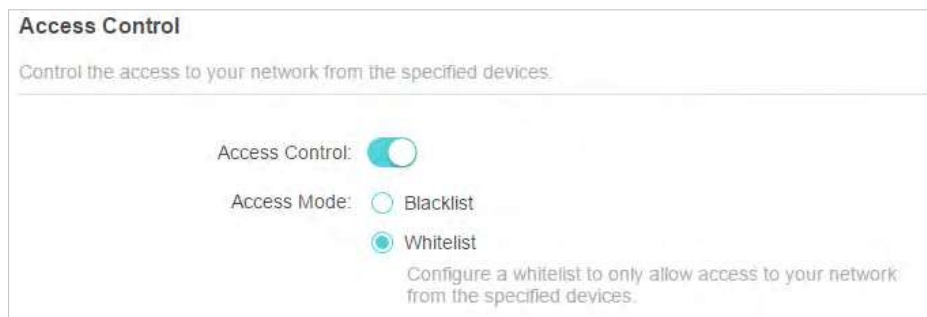 Access Control
Control the access to your network from the specified devices.
Access Control:
Access Mode: Blacklist
Whitelist
Configure a whitelist to only allow access to your network
from the specified devices.